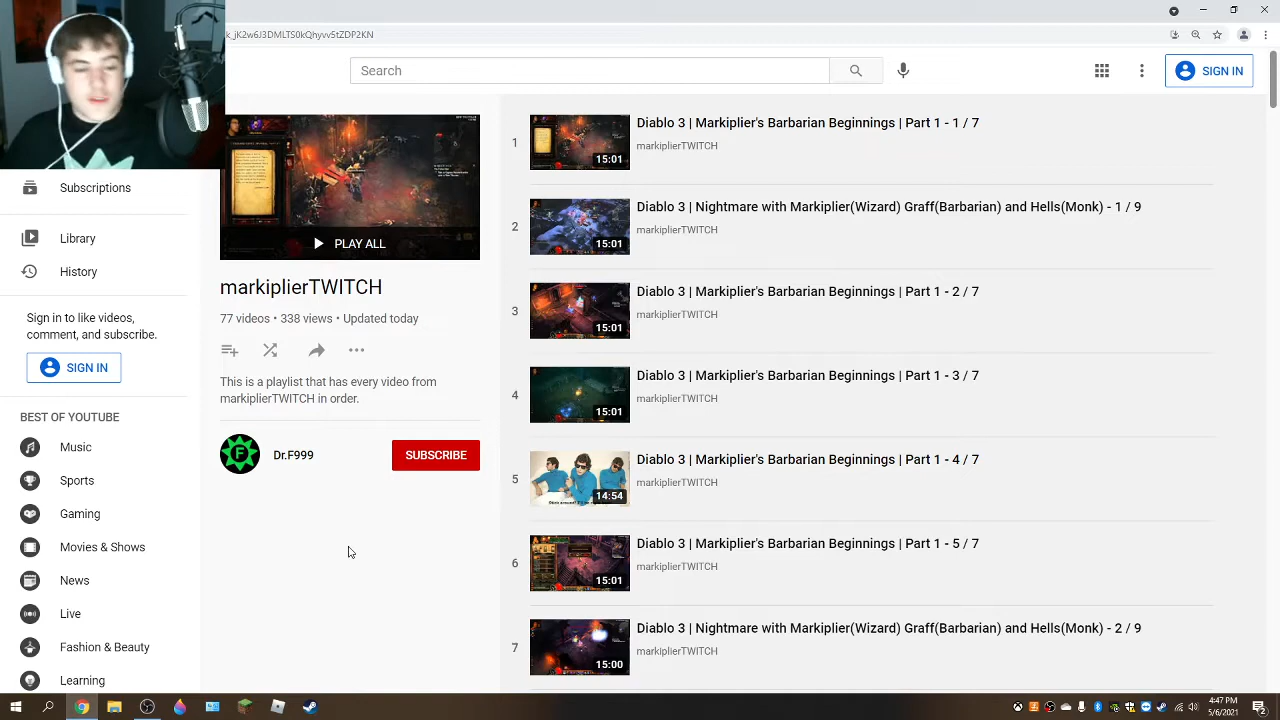 k_jK2w6J3DMLTS0kQhyvv5tZDP2KN
Search
SIGN IN
Subscriptions
Library
History
Sign in to like videos,
comment, and subscribe.
SIGN IN
BEST OF YOUTUBE
Music
Sports
Gaming
Movies & Shows
News
Live
Fashion & Beauty
Learning
PLAY ALL
markiplierTWITCH
77 videos • 338 views • Updated today
This is a playlist that has every video from
markiplierTWITCH in order.
F
Dr.F999
SUBSCRIBE
1
15:01
Diablo 3 | Markiplier's Barbarian Beginnings | Part 1 - 1 / 7
markiplierTWITCH
2
15:01
Diablo 3 | Nightmare with Markiplier(Wizard) Graff(Barbarian) and Hells(Monk) - 1 / 9
markiplierTWITCH
3
15:01
Diablo 3 | Markiplier's Barbarian Beginnings | Part 1 - 2 / 7
markiplierTWITCH
4
15:01
Diablo 3 | Markiplier's Barbarian Beginnings | Part 1 - 3 / 7
markiplierTWITCH
5
14:54
Diablo 3 | Markiplier's Barbarian Beginnings | Part 1 - 4 / 7
markiplierTWITCH
6
15:01
Diablo 3 | Markiplier's Barbarian Beginnings | Part 1 - 5 / 7
markiplierTWITCH
7
15:00
Diablo 3 | Nightmare with Markiplier(Wizard) Graff(Barbarian) and Hells(Monk) - 2 / 9
markiplierTWITCH
4:47 PM
5/6/2021
2